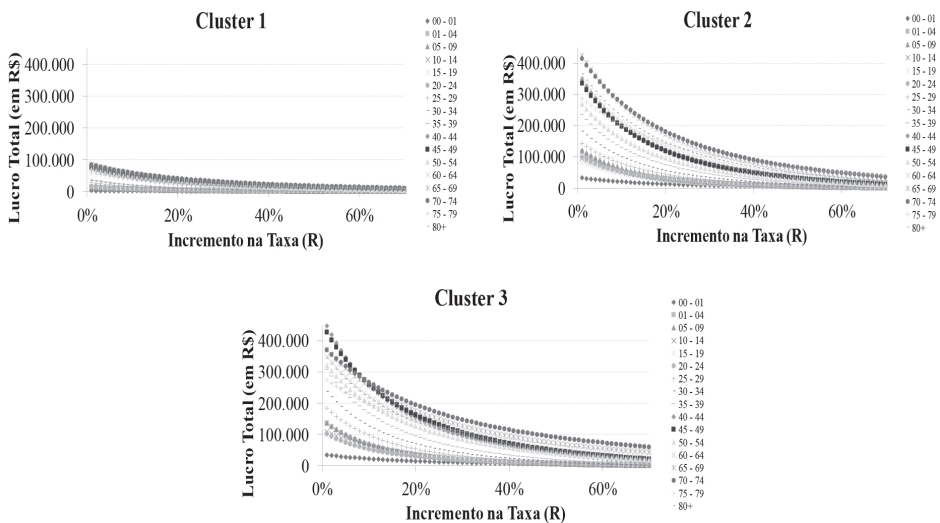 Cluster 1
Lucro Total (em R$)
400.000
300.000
200.000
100.000
0
0%
20%
40%
60%
Incremento na Taxa (R)
00 - 01
01 - 04
05 - 09
10 - 14
15 - 19
20 - 24
25 - 29
30 - 34
35 - 39
40 - 44
45 - 49
50 - 54
60 - 64
65 - 69
70 - 74
75 - 79
80+
Cluster 2
Lucro Total (em R$)
400.000
300.000
200.000
100.000
0
0%
20%
40%
60%
Incremento na Taxa (R)
00 - 01
01 - 04
05 - 09
10 - 14
15 - 19
20 - 24
25 - 29
30 - 34
35 - 39
40 - 44
45 - 49
50 - 54
60 - 64
65 - 69
70 - 74
75 - 79
80+
Cluster 3
Lucro Total (em R$)
400.000
300.000
200.000
100.000
0
0%
20%
40%
60%
Incremento na Taxa (R)
00 - 01
01 - 04
05 - 09
10 - 14
15 - 19
20 - 24
25 - 29
30 - 34
35 - 39
40 - 44
45 - 49
50 - 54
60 - 64
65 - 69
70 - 74
75 - 79
80+